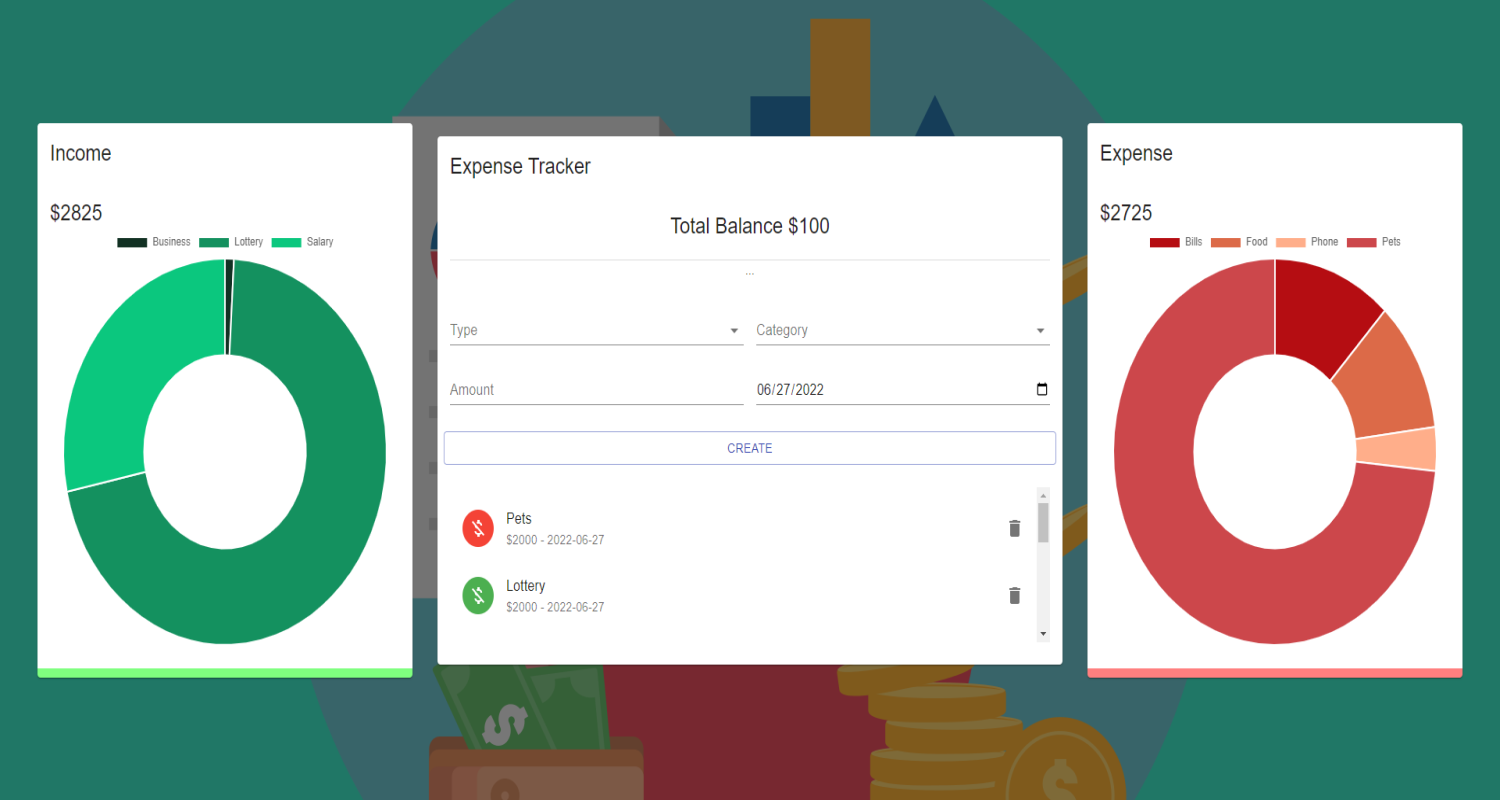 Income
$2825
Business Lottery Salary
Expense Tracker
Total Balance $100
...
Type Category
Amount 06/27/2022
CREATE
Pets
$2000 - 2022-06-27
Lottery
$2000 - 2022-06-27
Expense
$2725
Bills Food Phone Pets
$
$